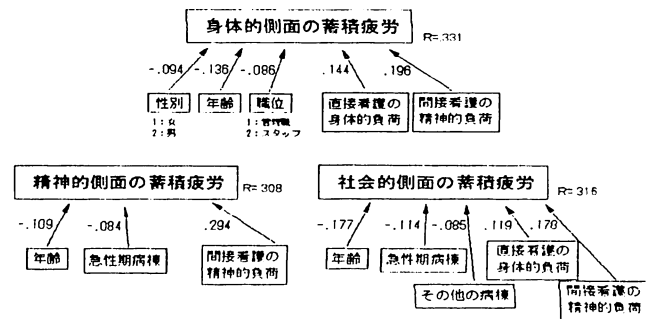 身体的側面の蓄積疲労
R=.331
-.094
-.136
-.086
.144
.196
性別
1:女
2:男
年齢
職位
1:管理職
2:スタッフ
直接看護の
身体的負荷
間接看護の
精神的負荷
精神的側面の蓄積疲労
R=.308
-.109
-.084
.294
年齢
急性期病棟
間接看護の
精神的負荷
社会的側面の蓄積疲労
R=.316
-.177
-.114
-.085
.119
.178
年齢
急性期病棟
その他の病棟
直接看護の
身体的負荷
間接看護の
精神的負荷